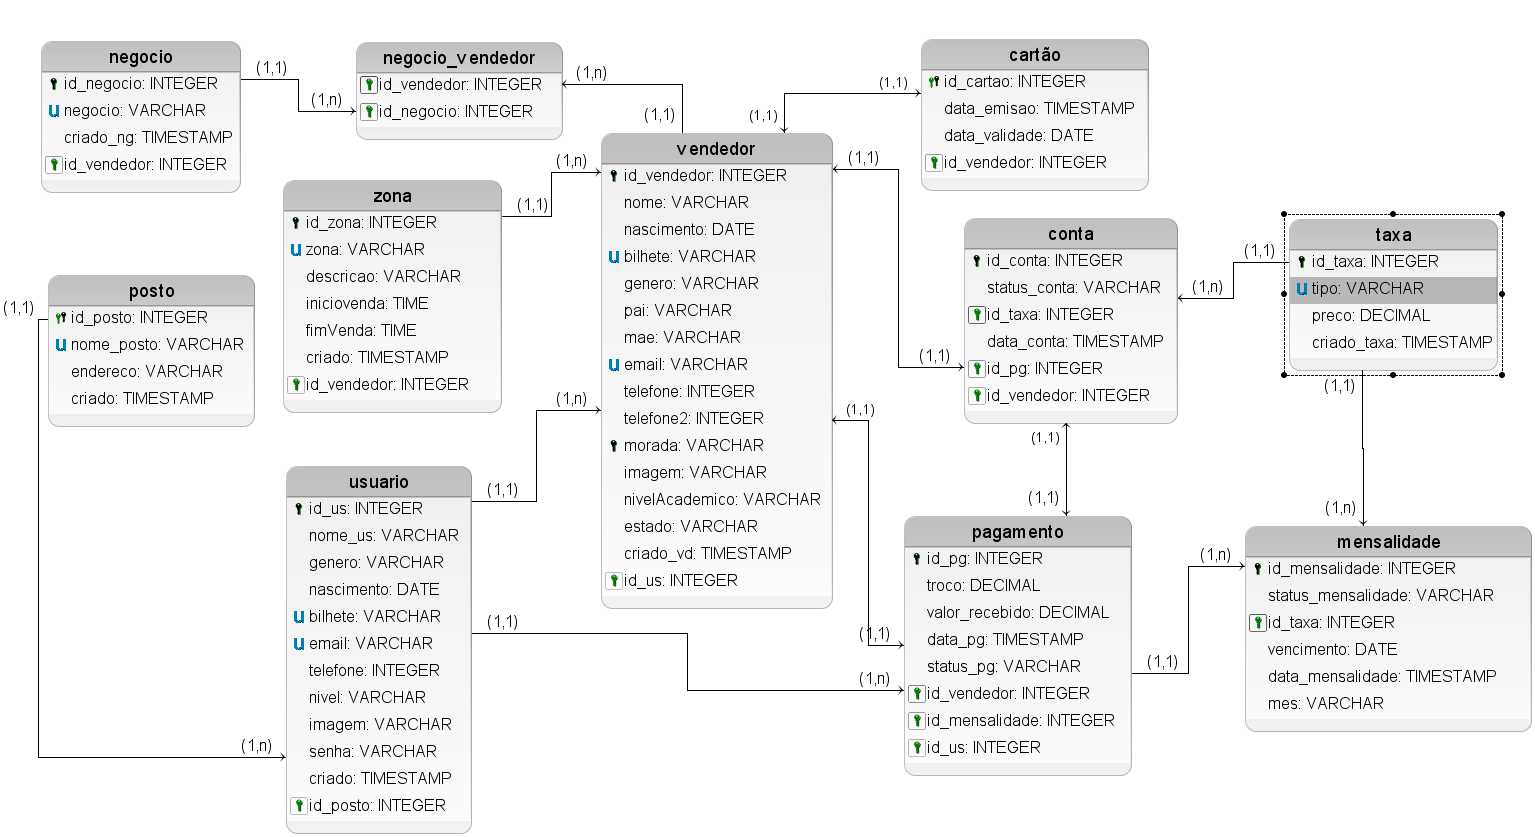 negocio
id_negocio: INTEGER
negocio: VARCHAR
criado_ng: TIMESTAMP
id_vendedor: INTEGER
(1,1)
(1,n)
negocio_vendedor
id_vendedor: INTEGER
id_negocio: INTEGER
(1,n)
(1,1)
cartão
id_cartao: INTEGER
data_emisao: TIMESTAMP
data_validade: DATE
id_vendedor: INTEGER
(1,1)
(1,1)
zona
id_zona: INTEGER
zona: VARCHAR
descricao: VARCHAR
iniciovenda: TIME
fimVenda: TIME
criado: TIMESTAMP
id_vendedor: INTEGER
(1,n)
(1,1)
vendedor
id_vendedor: INTEGER
nome: VARCHAR
nascimento: DATE
bilhete: VARCHAR
genero: VARCHAR
pai: VARCHAR
mae: VARCHAR
email: VARCHAR
telefone: INTEGER
telefone2: INTEGER
morada: VARCHAR
imagem: VARCHAR
nivelAcademico: VARCHAR
estado: VARCHAR
criado_vd: TIMESTAMP
id_us: INTEGER
(1,1)
(1,1)
conta
id_conta: INTEGER
status_conta: VARCHAR
id_taxa: INTEGER
data_conta: TIMESTAMP
id_pg: INTEGER
id_vendedor: INTEGER
(1,1)
(1,n)
taxa
id_taxa: INTEGER
tipo: VARCHAR
preco: DECIMAL
criado_taxa: TIMESTAMP
(1,1)
(1,n)
posto
id_posto: INTEGER
nome_posto: VARCHAR
endereco: VARCHAR
criado: TIMESTAMP
(1,1)
(1,n)
usuario
id_us: INTEGER
nome_us: VARCHAR
genero: VARCHAR
nascimento: DATE
bilhete: VARCHAR
email: VARCHAR
telefone: INTEGER
nivel: VARCHAR
imagem: VARCHAR
senha: VARCHAR
criado: TIMESTAMP
id_posto: INTEGER
(1,n)
(1,1)
(1,1)
(1,n)
(1,1)
(1,1)
(1,1)
(1,1)
pagamento
id_pg: INTEGER
troco: DECIMAL
valor_recebido: DECIMAL
data_pg: TIMESTAMP
status_pg: VARCHAR
id_vendedor: INTEGER
id_mensalidade: INTEGER
id_us: INTEGER
(1,n)
(1,1)
mensalidade
id_mensalidade: INTEGER
status_mensalidade: VARCHAR
id_taxa: INTEGER
vencimento: DATE
data_mensalidade: TIMESTAMP
mes: VARCHAR